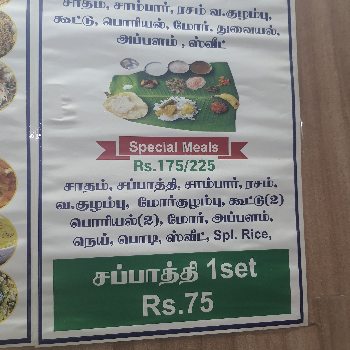 சாதம், சாம்பார், ரசம் வ.குழம்பு,
கூட்டு, பொரியல், மோர், துவையல்,
அப்பளம் , ஸ்வீட்
Special Meals
Rs.175/225
சாதம், சப்பாத்தி, சாம்பார், ரசம்,
வ.குழம்பு, மோர்குழம்பு, கூட்டு(2)
பொரியல்(2), மோர், அப்பளம்,
நெய், பொடி, ஸ்வீட், Spl. Rice,
சப்பாத்தி 1set
Rs.75